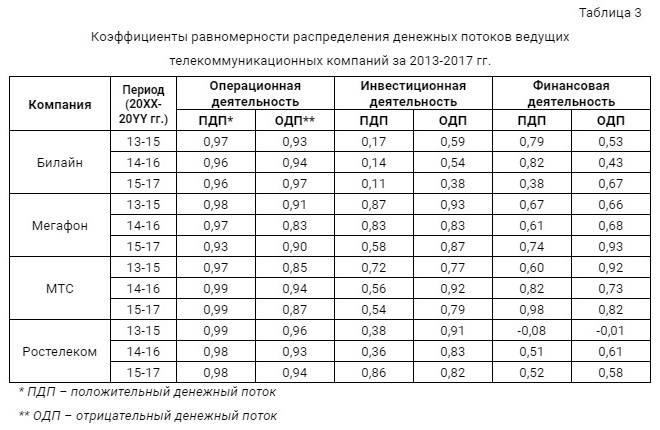 Таблица 3
Коэффициенты равномерности распределения денежных потоков ведущих
телекоммуникационных компаний за 2013-2017 гг.
Компания Период (20XX-20YY гг.) Операционная деятельность Инвестиционная деятельность Финансовая деятельность
ПДП* ОДП** ПДП ОДП ПДП ОДП
Билайн 13-15 0,97 0,93 0,17 0,59 0,79 0,53
14-16 0,96 0,94 0,14 0,54 0,82 0,43
15-17 0,96 0,97 0,11 0,38 0,38 0,67
Мегафон 13-15 0,98 0,91 0,87 0,93 0,67 0,66
14-16 0,97 0,83 0,83 0,83 0,61 0,68
15-17 0,93 0,90 0,58 0,87 0,74 0,93
МТС 13-15 0,97 0,85 0,72 0,77 0,60 0,92
14-16 0,99 0,94 0,56 0,92 0,82 0,73
15-17 0,99 0,87 0,54 0,79 0,98 0,82
Ростелеком 13-15 0,99 0,96 0,38 0,91 -0,08 -0,01
14-16 0,98 0,93 0,36 0,83 0,51 0,61
15-17 0,98 0,94 0,86 0,82 0,52 0,58
* ПДП – положительный денежный поток
** ОДП – отрицательный денежный поток